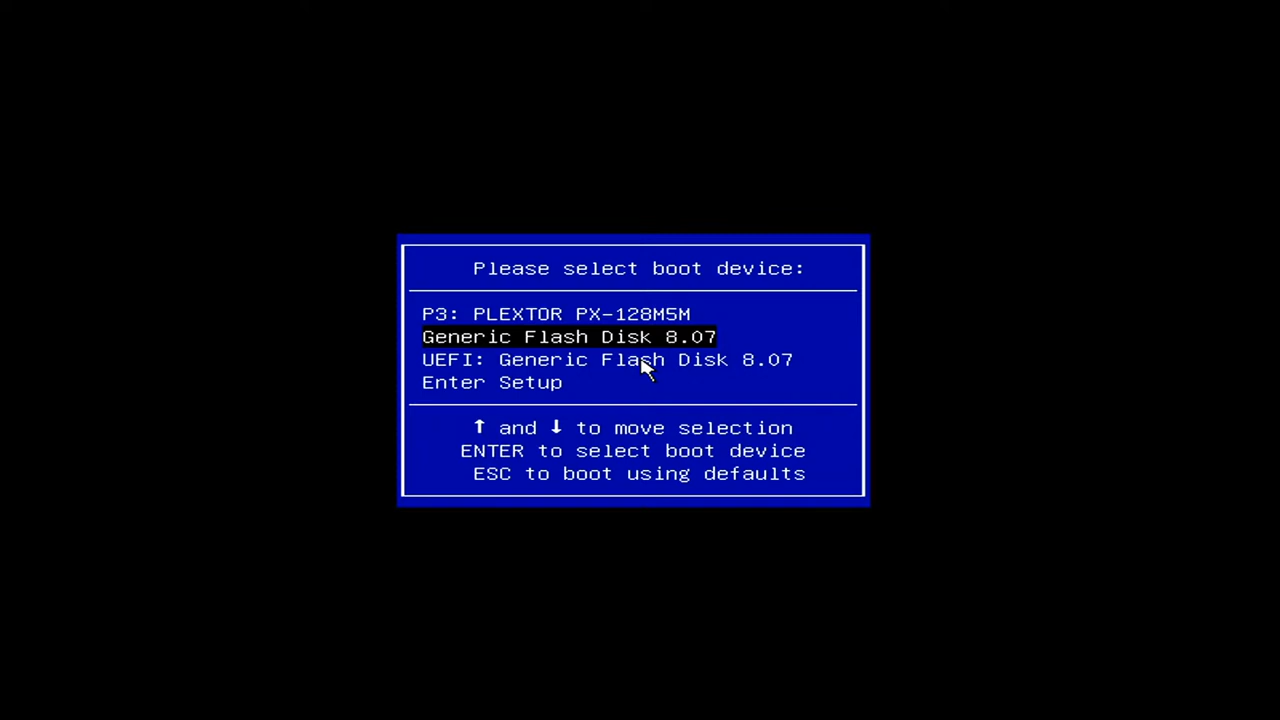 Please select boot device:
P3: PLEXTOR PX-128M5M
Generic Flash Disk 8.07
UEFI: Generic Flash Disk 8.07
Enter Setup
↑ and ↓ to move selection
ENTER to select boot device
ESC to boot using defaults